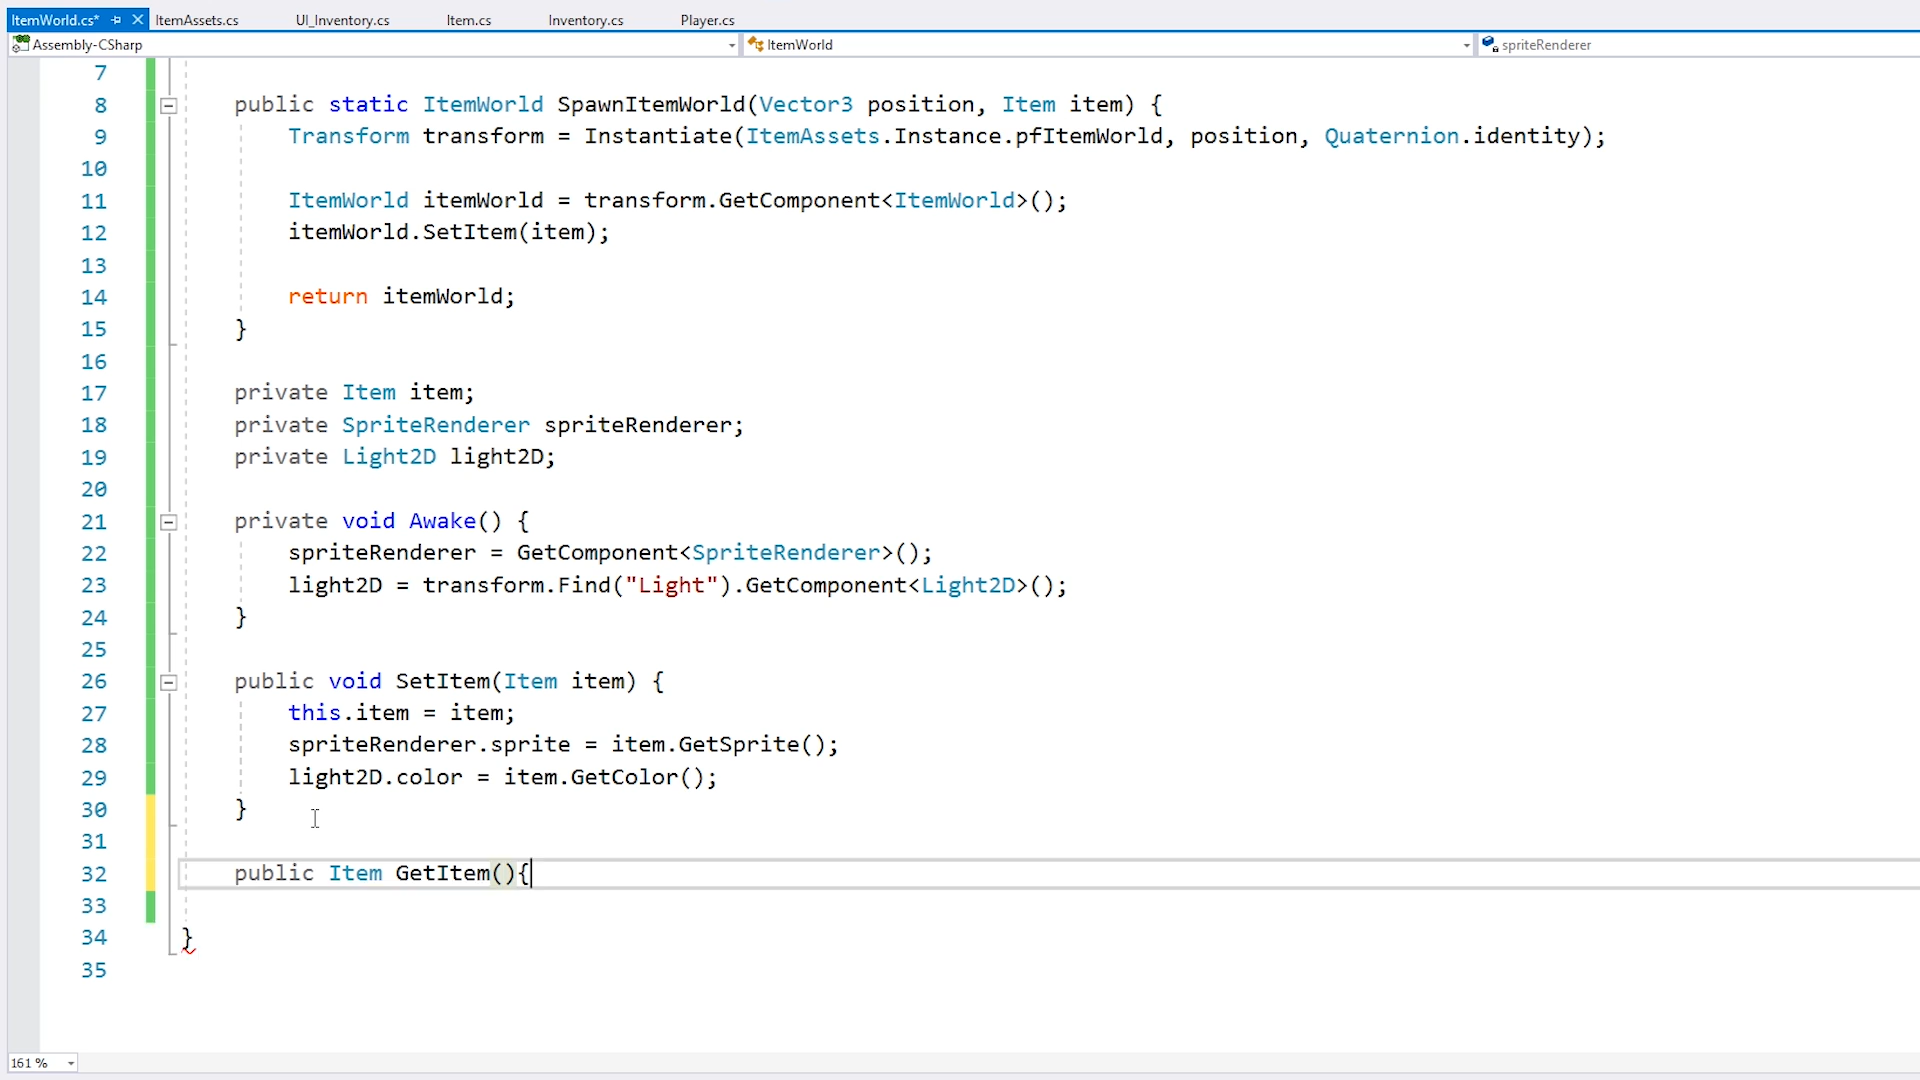 ItemWorld.cs* ItemAssets.cs UI_Inventory.cs Item.cs Inventory.cs Player.cs
Assembly-CSharp ItemWorld spriteRenderer
7
8 public static ItemWorld SpawnItemWorld(Vector3 position, Item item) {
9 Transform transform = Instantiate(ItemAssets.Instance.pfItemWorld, position, Quaternion.identity);
10
11 ItemWorld itemWorld = transform.GetComponent<ItemWorld>();
12 itemWorld.SetItem(item);
13
14 return itemWorld;
15 }
16
17 private Item item;
18 private SpriteRenderer spriteRenderer;
19 private Light2D light2D;
20
21 private void Awake() {
22 spriteRenderer = GetComponent<SpriteRenderer>();
23 light2D = transform.Find("Light").GetComponent<Light2D>();
24 }
25
26 public void SetItem(Item item) {
27 this.item = item;
28 spriteRenderer.sprite = item.GetSprite();
29 light2D.color = item.GetColor();
30 }
31
32 public Item GetItem(){
33
34 }
35
161 %